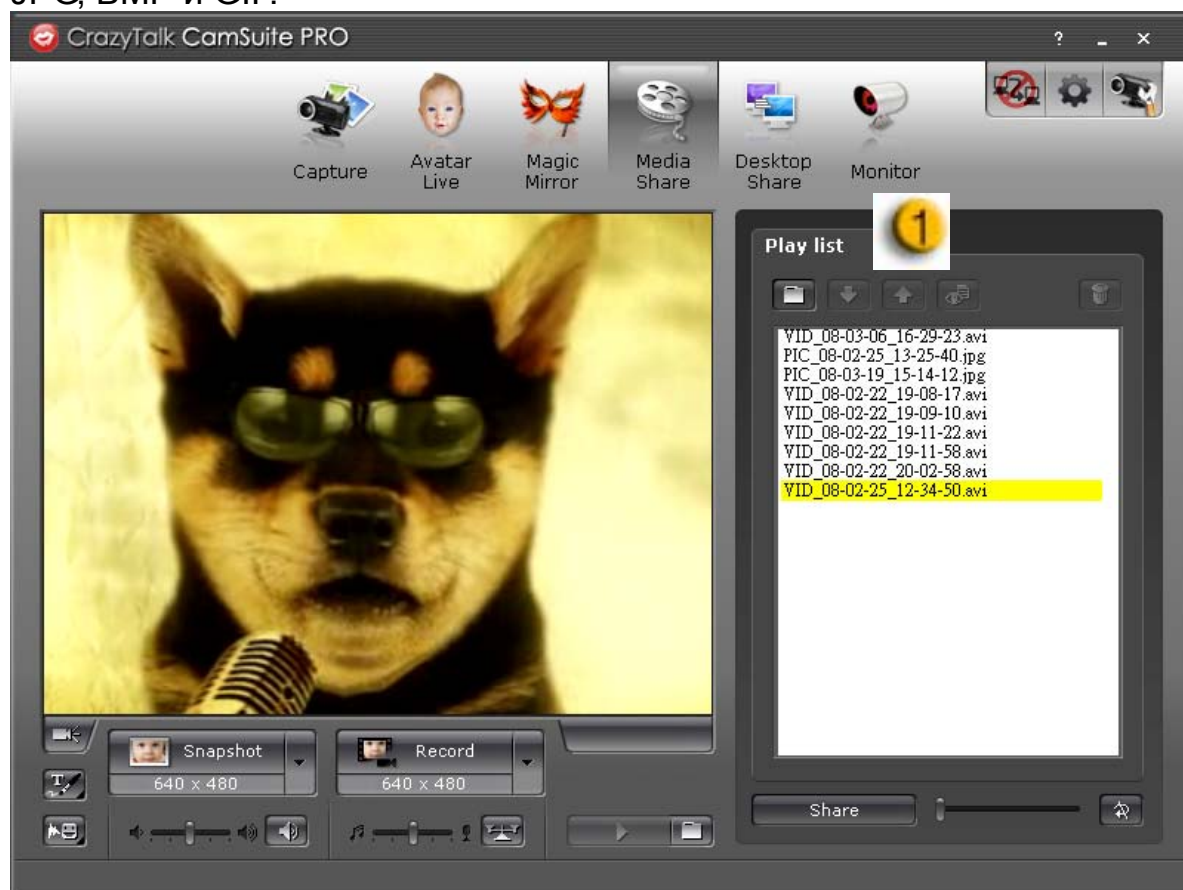 JPG, BMP и GIF.
CrazyTalk CamSuite PRO
?
Capture
Avatar
Live
Magic
Mirror
Media
Share
Desktop
Share
Monitor
Play list
1
VID_08-03-06_16-29-23.avi
PIC_08-02-25_13-25-40.jpg
PIC_08-03-19_15-14-12.jpg
VID_08-02-22_19-08-17.avi
VID_08-02-22_19-09-10.avi
VID_08-02-22_19-11-22.avi
VID_08-02-22_19-11-58.avi
VID_08-02-22_20-02-58.avi
VID_08-02-25_12-34-50.avi
Snapshot
640 x 480
Record
640 x 480
Share